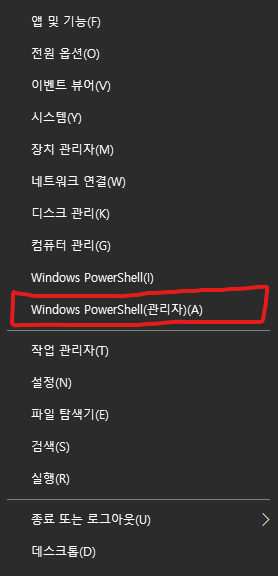 앱 및 기능(F)
전원 옵션(O)
이벤트 뷰어(V)
시스템(Y)
장치 관리자(M)
네트워크 연결(W)
디스크 관리(K)
컴퓨터 관리(G)
Windows PowerShell(I)
Windows PowerShell(관리자)(A)
작업 관리자(T)
설정(N)
파일 탐색기(E)
검색(S)
실행(R)
종료 또는 로그아웃(U)
데스크톱(D)